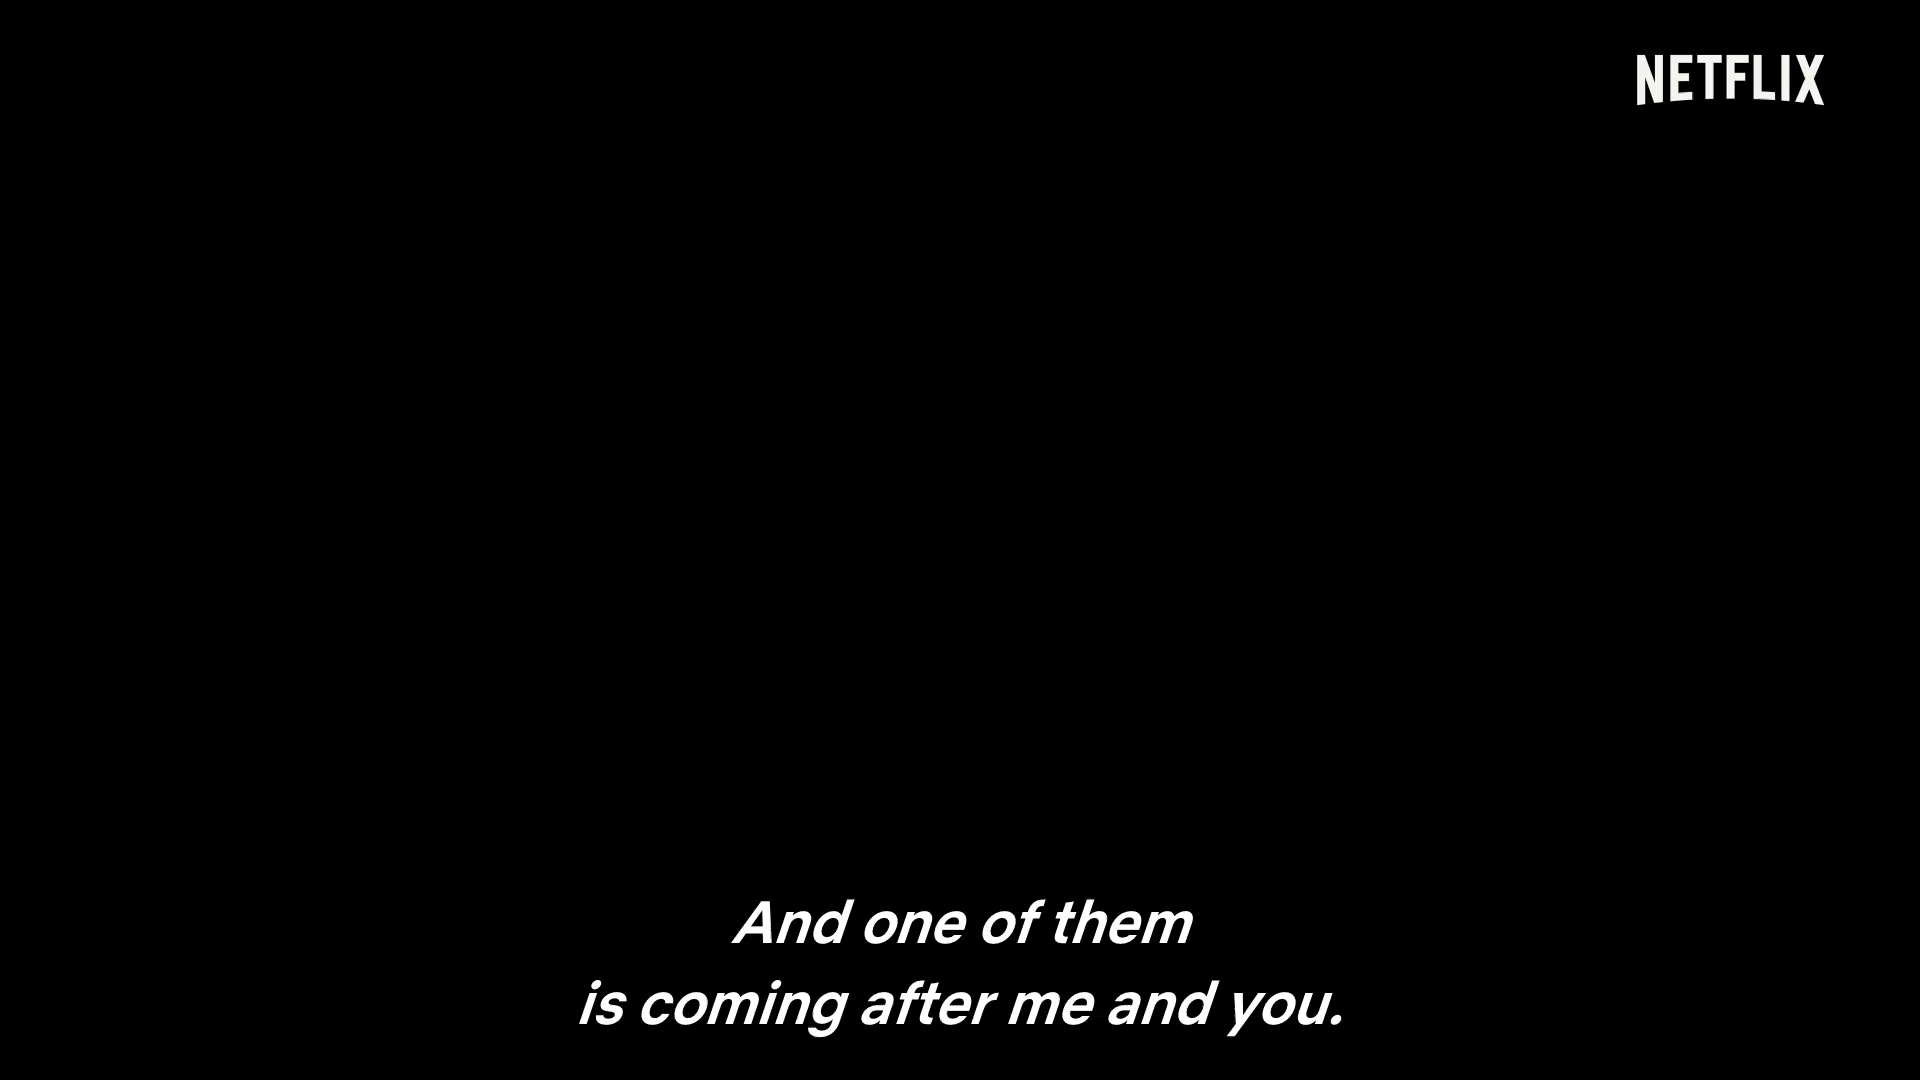 NETFLIX
And one of them
is coming after me and you.